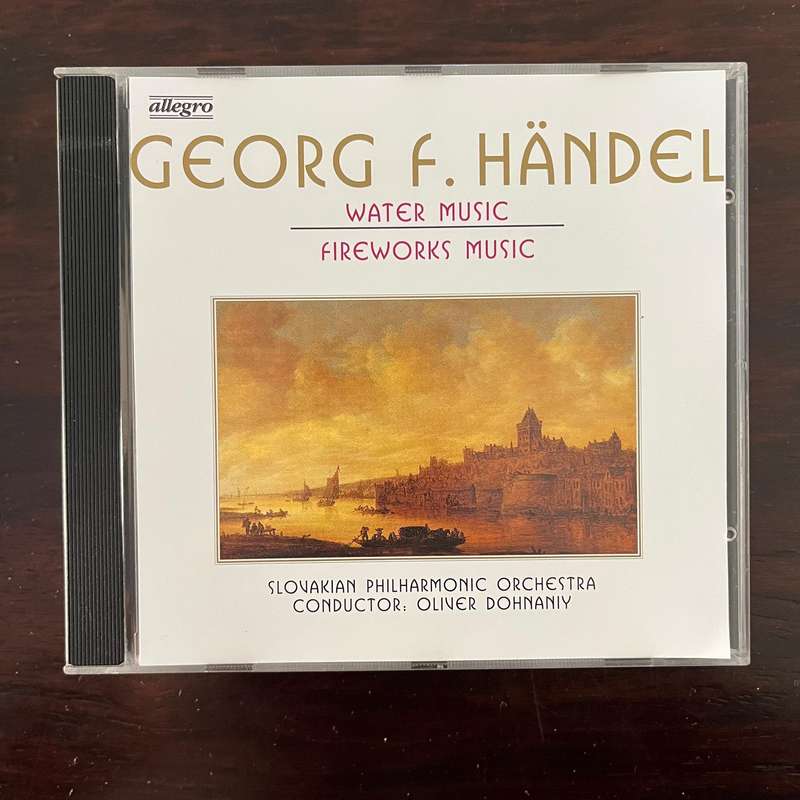 allegro
GEORG F. HÄNDEL
WATER MUSIC
FIREWORKS MUSIC
SLOVAKIAN PHILHARMONIC ORCHESTRA
CONDUCTOR: OLIVER DOHNANIY